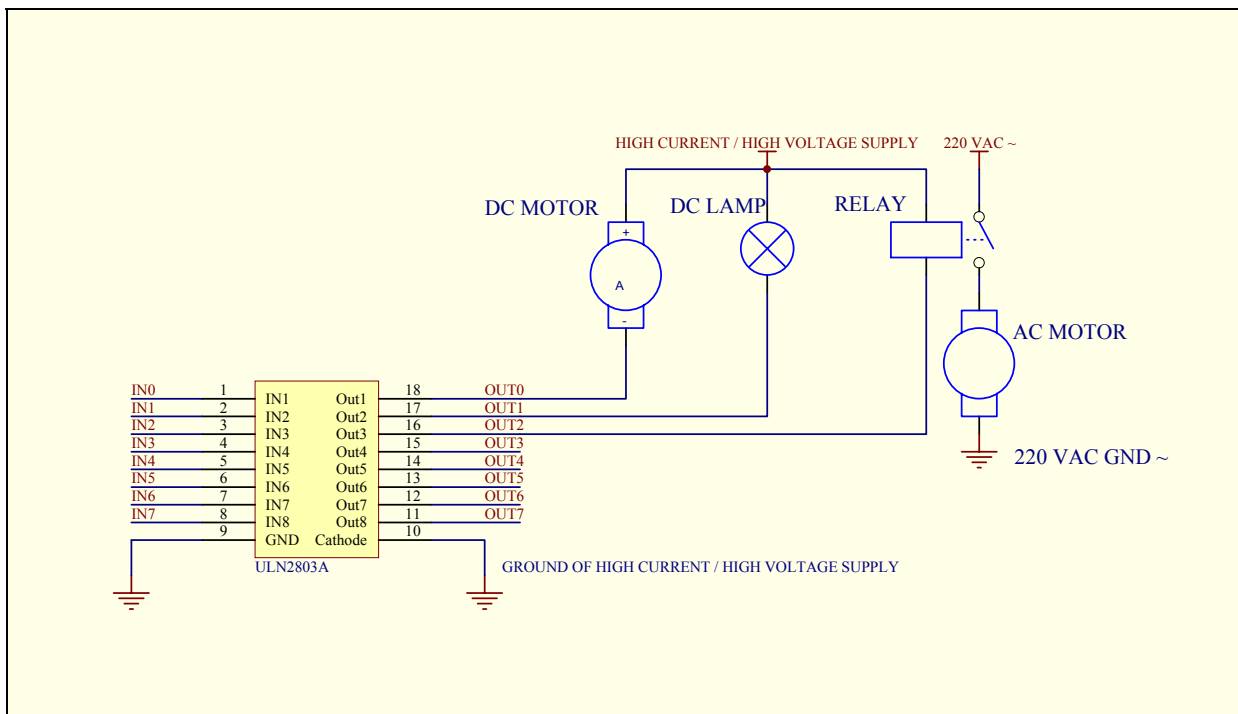 HIGH CURRENT / HIGH VOLTAGE SUPPLY 220 VAC ~
DC MOTOR DC LAMP RELAY
+
A
-
AC MOTOR
220 VAC GND ~
IN0 1 IN1 Out1 18 OUT0
IN1 2 IN2 Out2 17 OUT1
IN2 3 IN3 Out3 16 OUT2
IN3 4 IN4 Out4 15 OUT3
IN4 5 IN5 Out5 14 OUT4
IN5 6 IN6 Out6 13 OUT5
IN6 7 IN7 Out7 12 OUT6
IN7 8 IN8 Out8 11 OUT7
9 GND Cathode 10
ULN2803A GROUND OF HIGH CURRENT / HIGH VOLTAGE SUPPLY